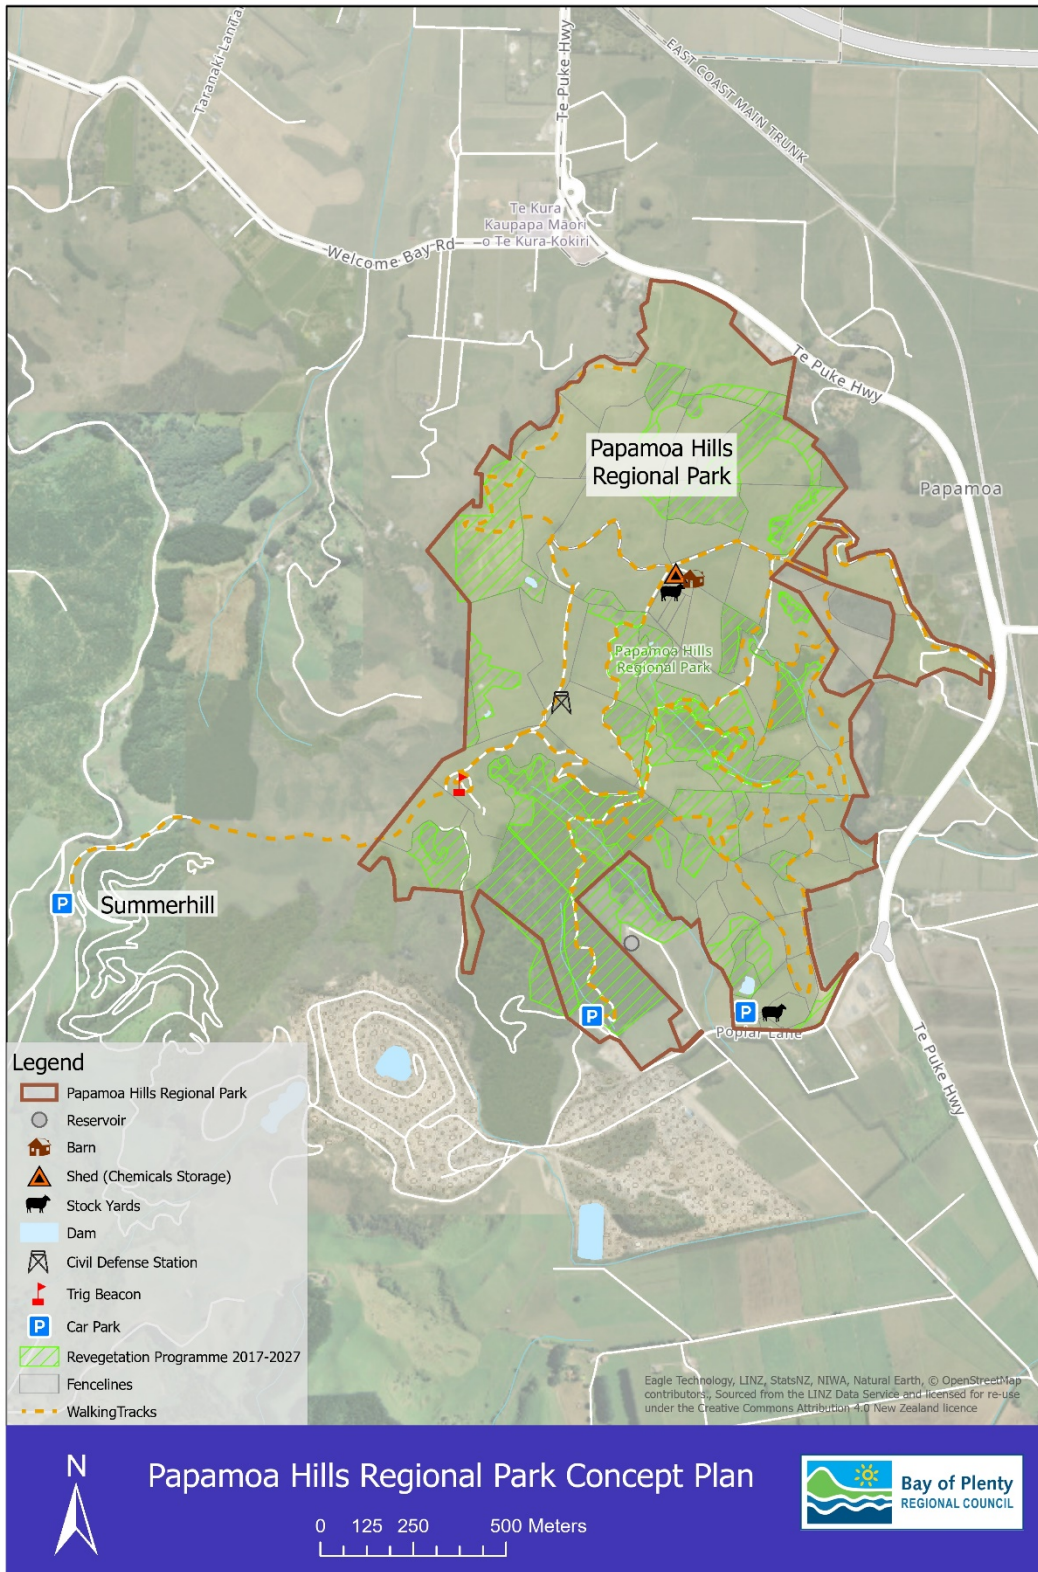 Taranaki Lani
Tai
Te Puke Hwy
EAST COAST MAIN TRUNK
Te Kura
Kaupapa Maori
o Te Kura-Kokiri
Welcome Bay Rd
Te Puke Hwy
Papamoa Hills
Regional Park
Papamoa
Papamoa Hills
Regional Park
P
Summerhill
P
P
Poplar Lane
Te Puke Hwy
Legend
Papamoa Hills Regional Park
Reservoir
Barn
Shed (Chemicals Storage)
Stock Yards
Dam
Civil Defense Station
Trig Beacon
P Car Park
Revegetation Programme 2017-2027
Fencelines
WalkingTracks
Eagle Technology, LINZ, StatsNZ, NIWA, Natural Earth, © OpenStreetMap
contributors., Sourced from the LINZ Data Service and licensed for re-use
under the Creative Commons Attribution 4.0 New Zealand licence
N
Papamoa Hills Regional Park Concept Plan
0 125 250 500 Meters
Bay of Plenty
REGIONAL COUNCIL